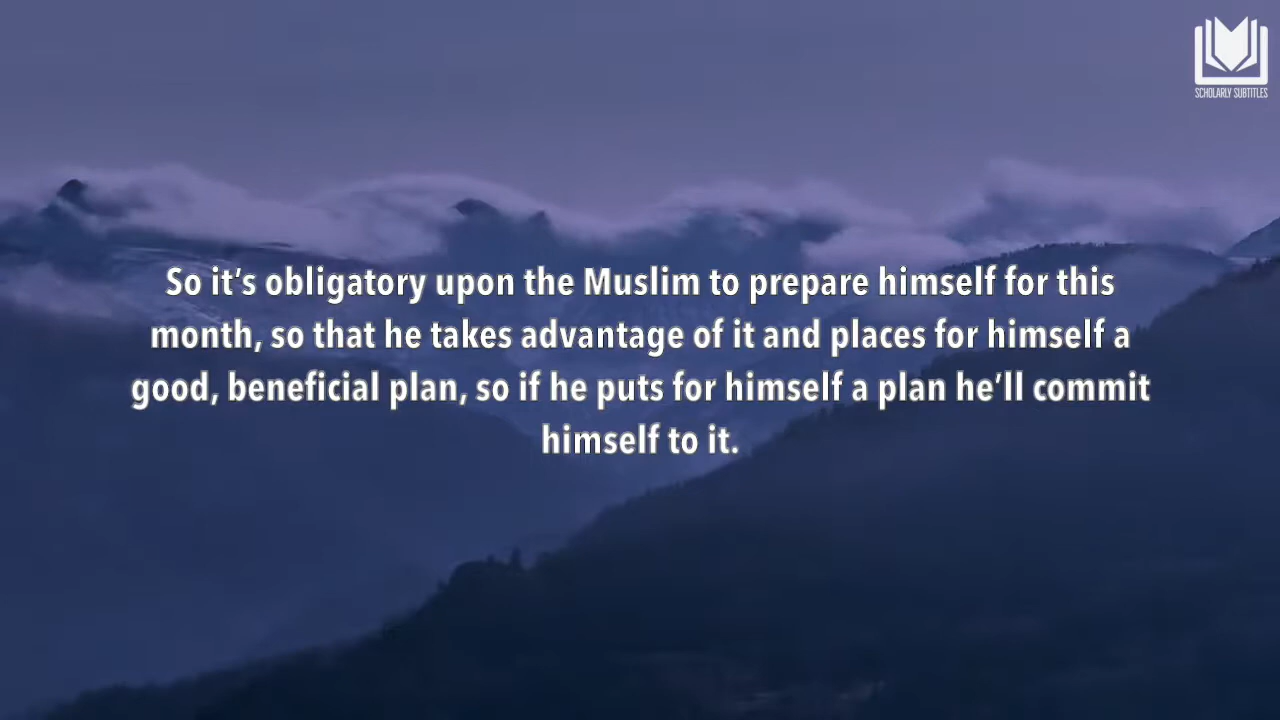 SCHOLARLY SUBTITLES
So it’s obligatory upon the Muslim to prepare himself for this
month, so that he takes advantage of it and places for himself a
good, beneficial plan, so if he puts for himself a plan he’ll commit
himself to it.